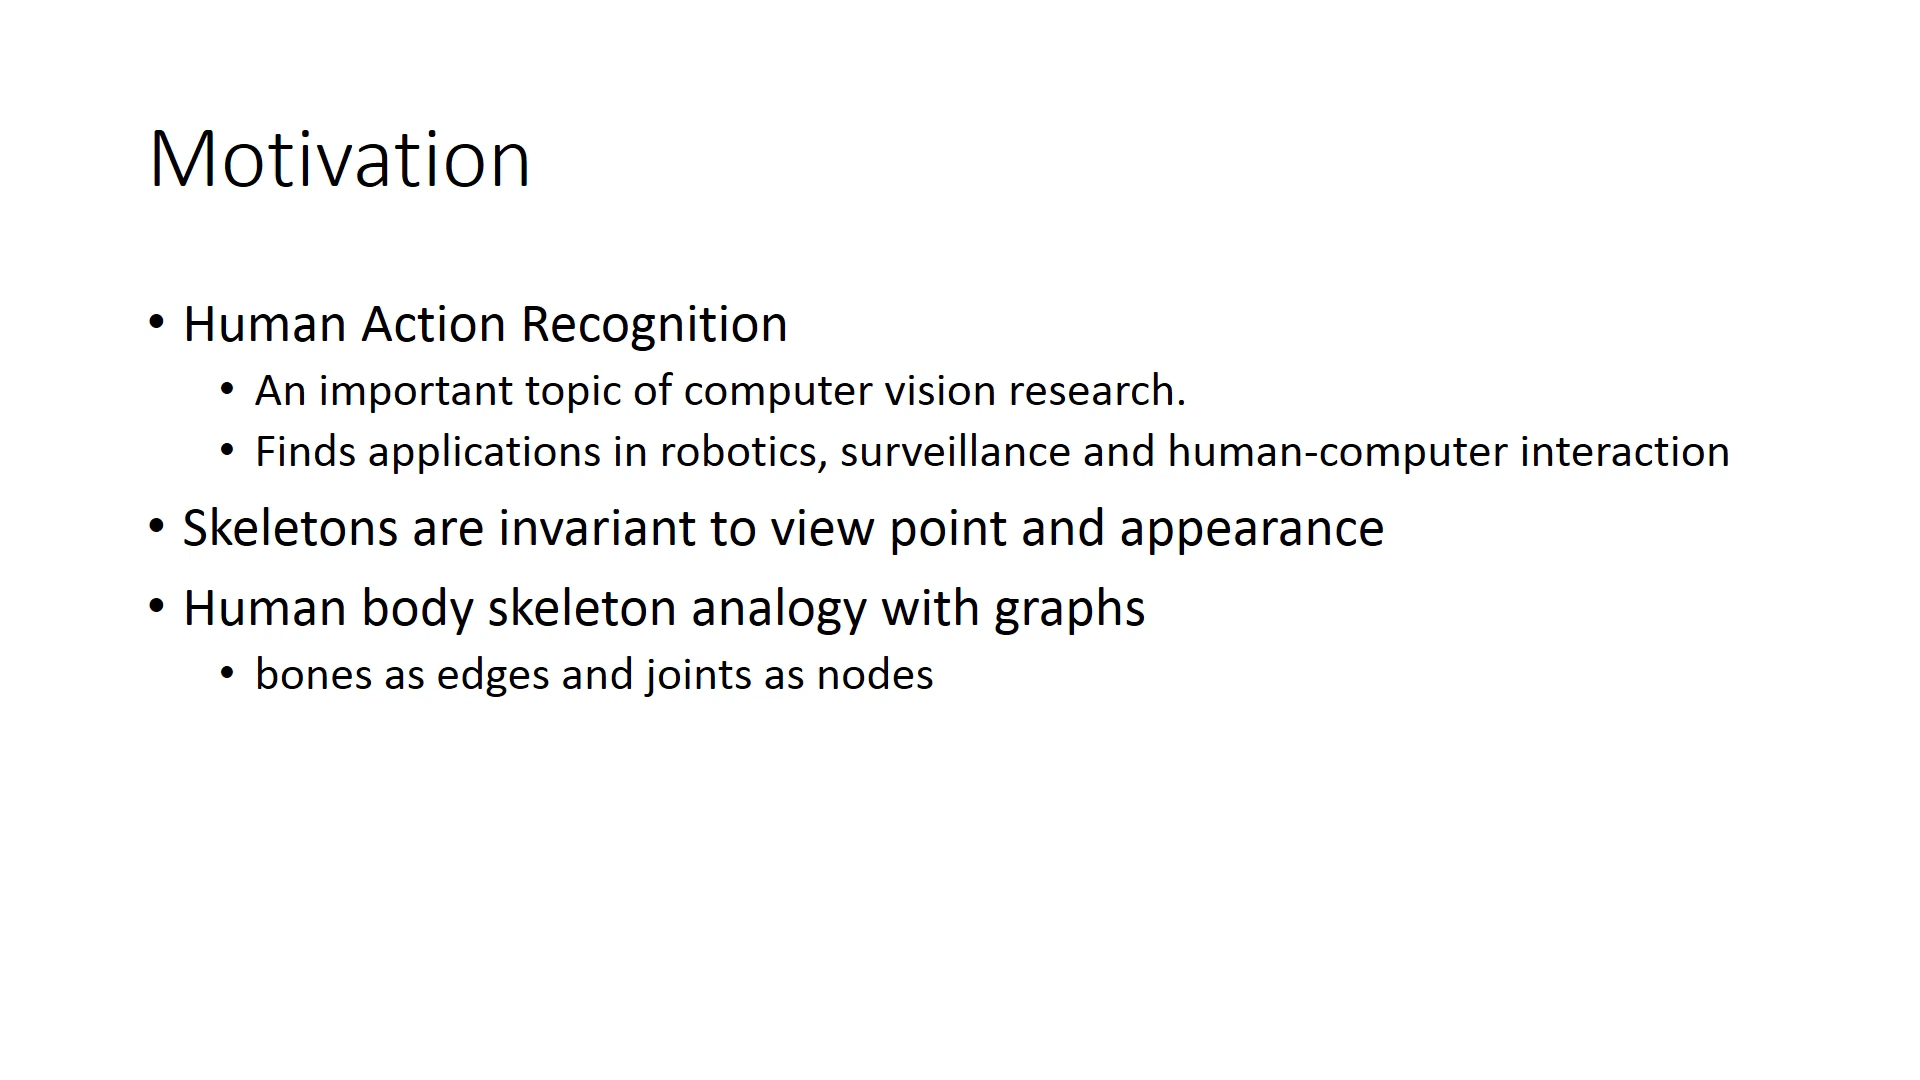 Motivation
• Human Action Recognition
• An important topic of computer vision research.
• Finds applications in robotics, surveillance and human-computer interaction
• Skeletons are invariant to view point and appearance
• Human body skeleton analogy with graphs
• bones as edges and joints as nodes